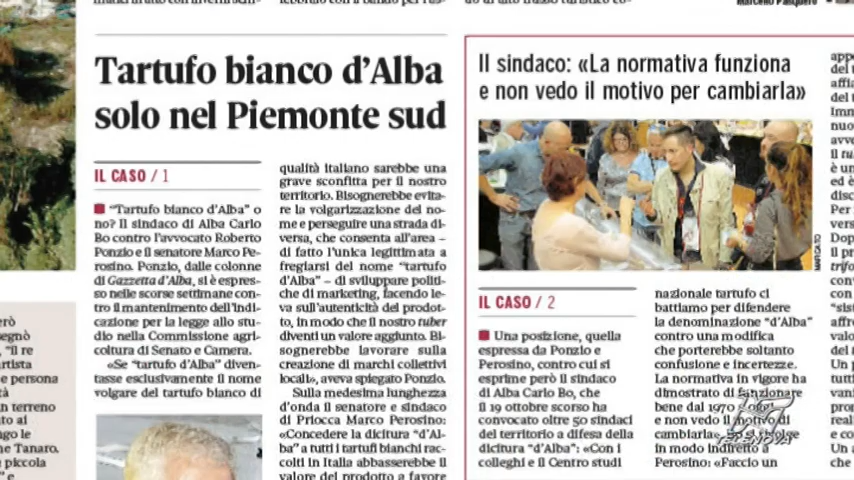 Marcello Pasquero
Tartufo bianco d'Alba
solo nel Piemonte sud
IL CASO / 1
"Tartufo bianco d'Alba" o
no? Il sindaco di Alba Carlo
Bo contro l'avvocato Roberto
Ponzio e il senatore Marco Pe-
rosino. Ponzio, dalle colonne
di Gazzetta d'Alba, si è espres-
so nelle scorse settimane con-
tro il mantenimento dell'indi-
cazione per la legge allo stu-
dio nella Commissione agri-
coltura di Senato e Camera.
«Se "tartufo d'Alba" diven-
tasse esclusivamente il nome
volgare del tartufo bianco di
qualità italiano sarebbe una
grave sconfitta per il nostro
territorio. Bisognerebbe evita-
re la volgarizzazione del no-
me e perseguire una strada di-
versa, che consenta all'area –
di fatto l'unica legittimata a
fregiarsi del nome "tartufo
d'Alba" – di sviluppare politi-
che di marketing, facendo le-
va sull'autenticità del prodot-
to, in modo che il nostro tuber
diventi un valore aggiunto. Bi-
sognerebbe lavorare sulla
creazione di marchi collettivi
locali», aveva spiegato Ponzio.
Sulla medesima lunghezza
d'onda il senatore e sindaco
di Priocca Marco Perosino:
«Concedere la dicitura "d'Al-
ba" a tutti i tartufi bianchi rac-
colti in Italia abbasserebbe il
valore del prodotto a favore
Il sindaco: «La normativa funziona
e non vedo il motivo per cambiarla»
MARCATO
IL CASO / 2
Una posizione, quella
espressa da Ponzio e
Perosino, contro cui si
esprime però il sindaco
di Alba Carlo Bo, che
il 19 ottobre scorso ha
convocato oltre 50 sindaci
del territorio a difesa della
dicitura "d'Alba": «Con i
colleghi e il Centro studi
nazionale tartufo ci
battiamo per difendere
la denominazione "d'Alba"
contro una modifica
che porterebbe soltanto
confusione e incertezze.
La normativa in vigore ha
dimostrato di funzionare
bene dal 1970
e non vedo il motivo di
cambiarla»
in modo indiretto a
Perosino: «Faccio un
TELENOVA